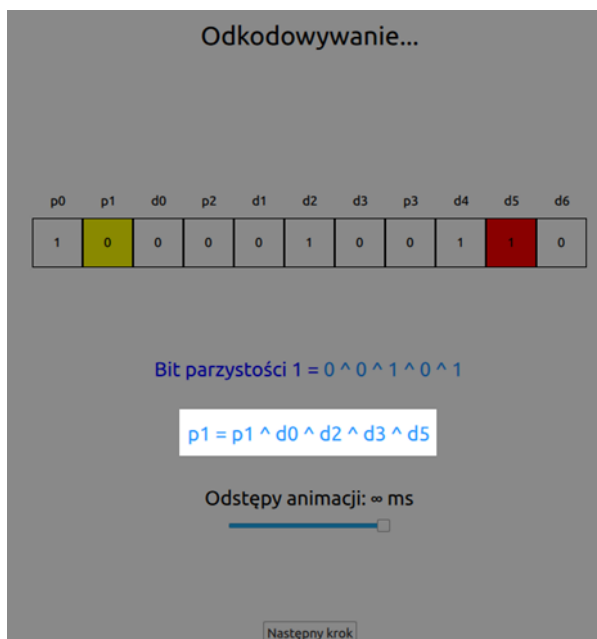 Odkodowywanie...
p0 p1 d0 p2 d1 d2 d3 p3 d4 d5 d6
1 0 0 0 0 1 0 0 1 1 0
Bit parzystości 1 = 0 ^ 0 ^ 1 ^ 0 ^ 1
p1 = p1 ^ d0 ^ d2 ^ d3 ^ d5
Odstępy animacji: ∞ ms
Następny krok